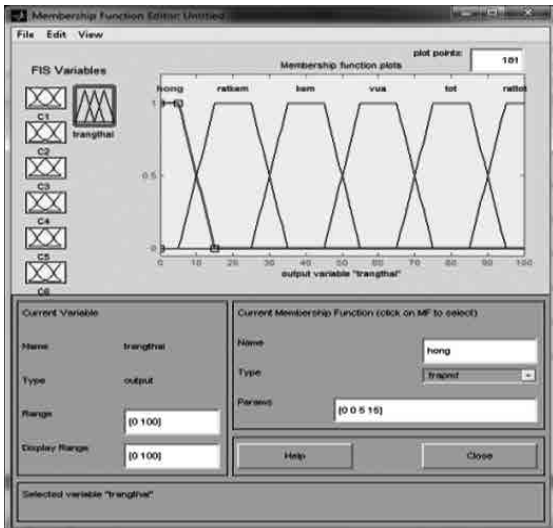 Membership Function Editor: Untitled
File Edit View
FIS Variables
plot points:
181
Membership function plots
hong ratkem kem vua tot rattot
C1
trangthai
C2
C3
C4
C5
C6
1
0.5
0
0 10 20 30 40 50 60 70 80 90 100
output variable "trangthai"
Current Variable
Name trangthai
Type output
Range [0 100]
Display Range [0 100]
Current Membership Function (click on MF to select)
Name hong
Type trapmf
Params [0 0 5 15]
Help Close
Selected variable "trangthai"